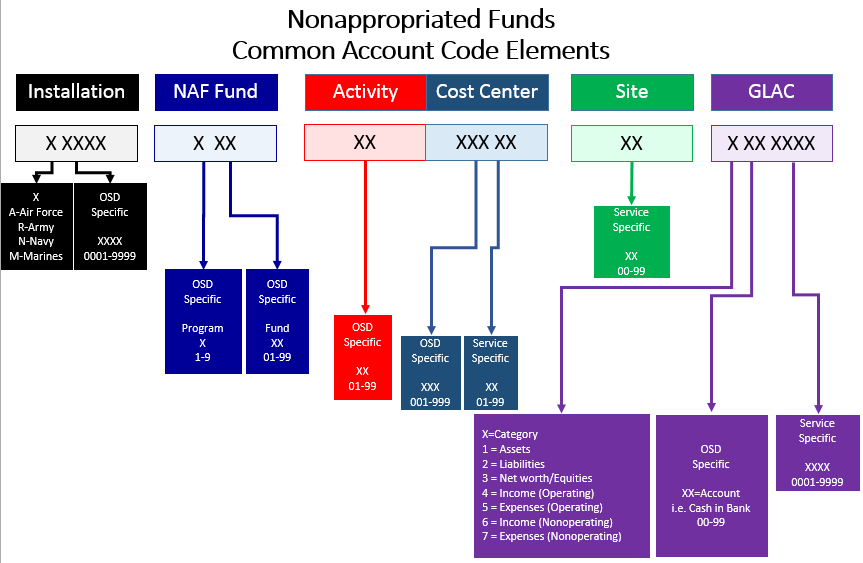 Nonappropriated Funds
Common Account Code Elements
Installation
NAF Fund
Activity
Cost Center
Site
GLAC
X XXXX
X XX
XX
XXX XX
XX
X XX XXXX
X
A-Air Force
R-Army
N-Navy
M-Marines
OSD
Specific
XXXX
0001-9999
OSD
Specific
Program
X
1-9
OSD
Specific
Fund
XX
01-99
OSD
Specific
XX
01-99
OSD
Specific
XXX
001-999
Service
Specific
XX
01-99
Service
Specific
XX
00-99
X=Category
1 = Assets
2 = Liabilities
3 = Net worth/Equities
4 = Income (Operating)
5 = Expenses (Operating)
6 = Income (Nonoperating)
7 = Expenses (Nonoperating)
OSD
Specific
XX=Account
i.e. Cash in Bank
00-99
Service
Specific
XXXX
0001-9999